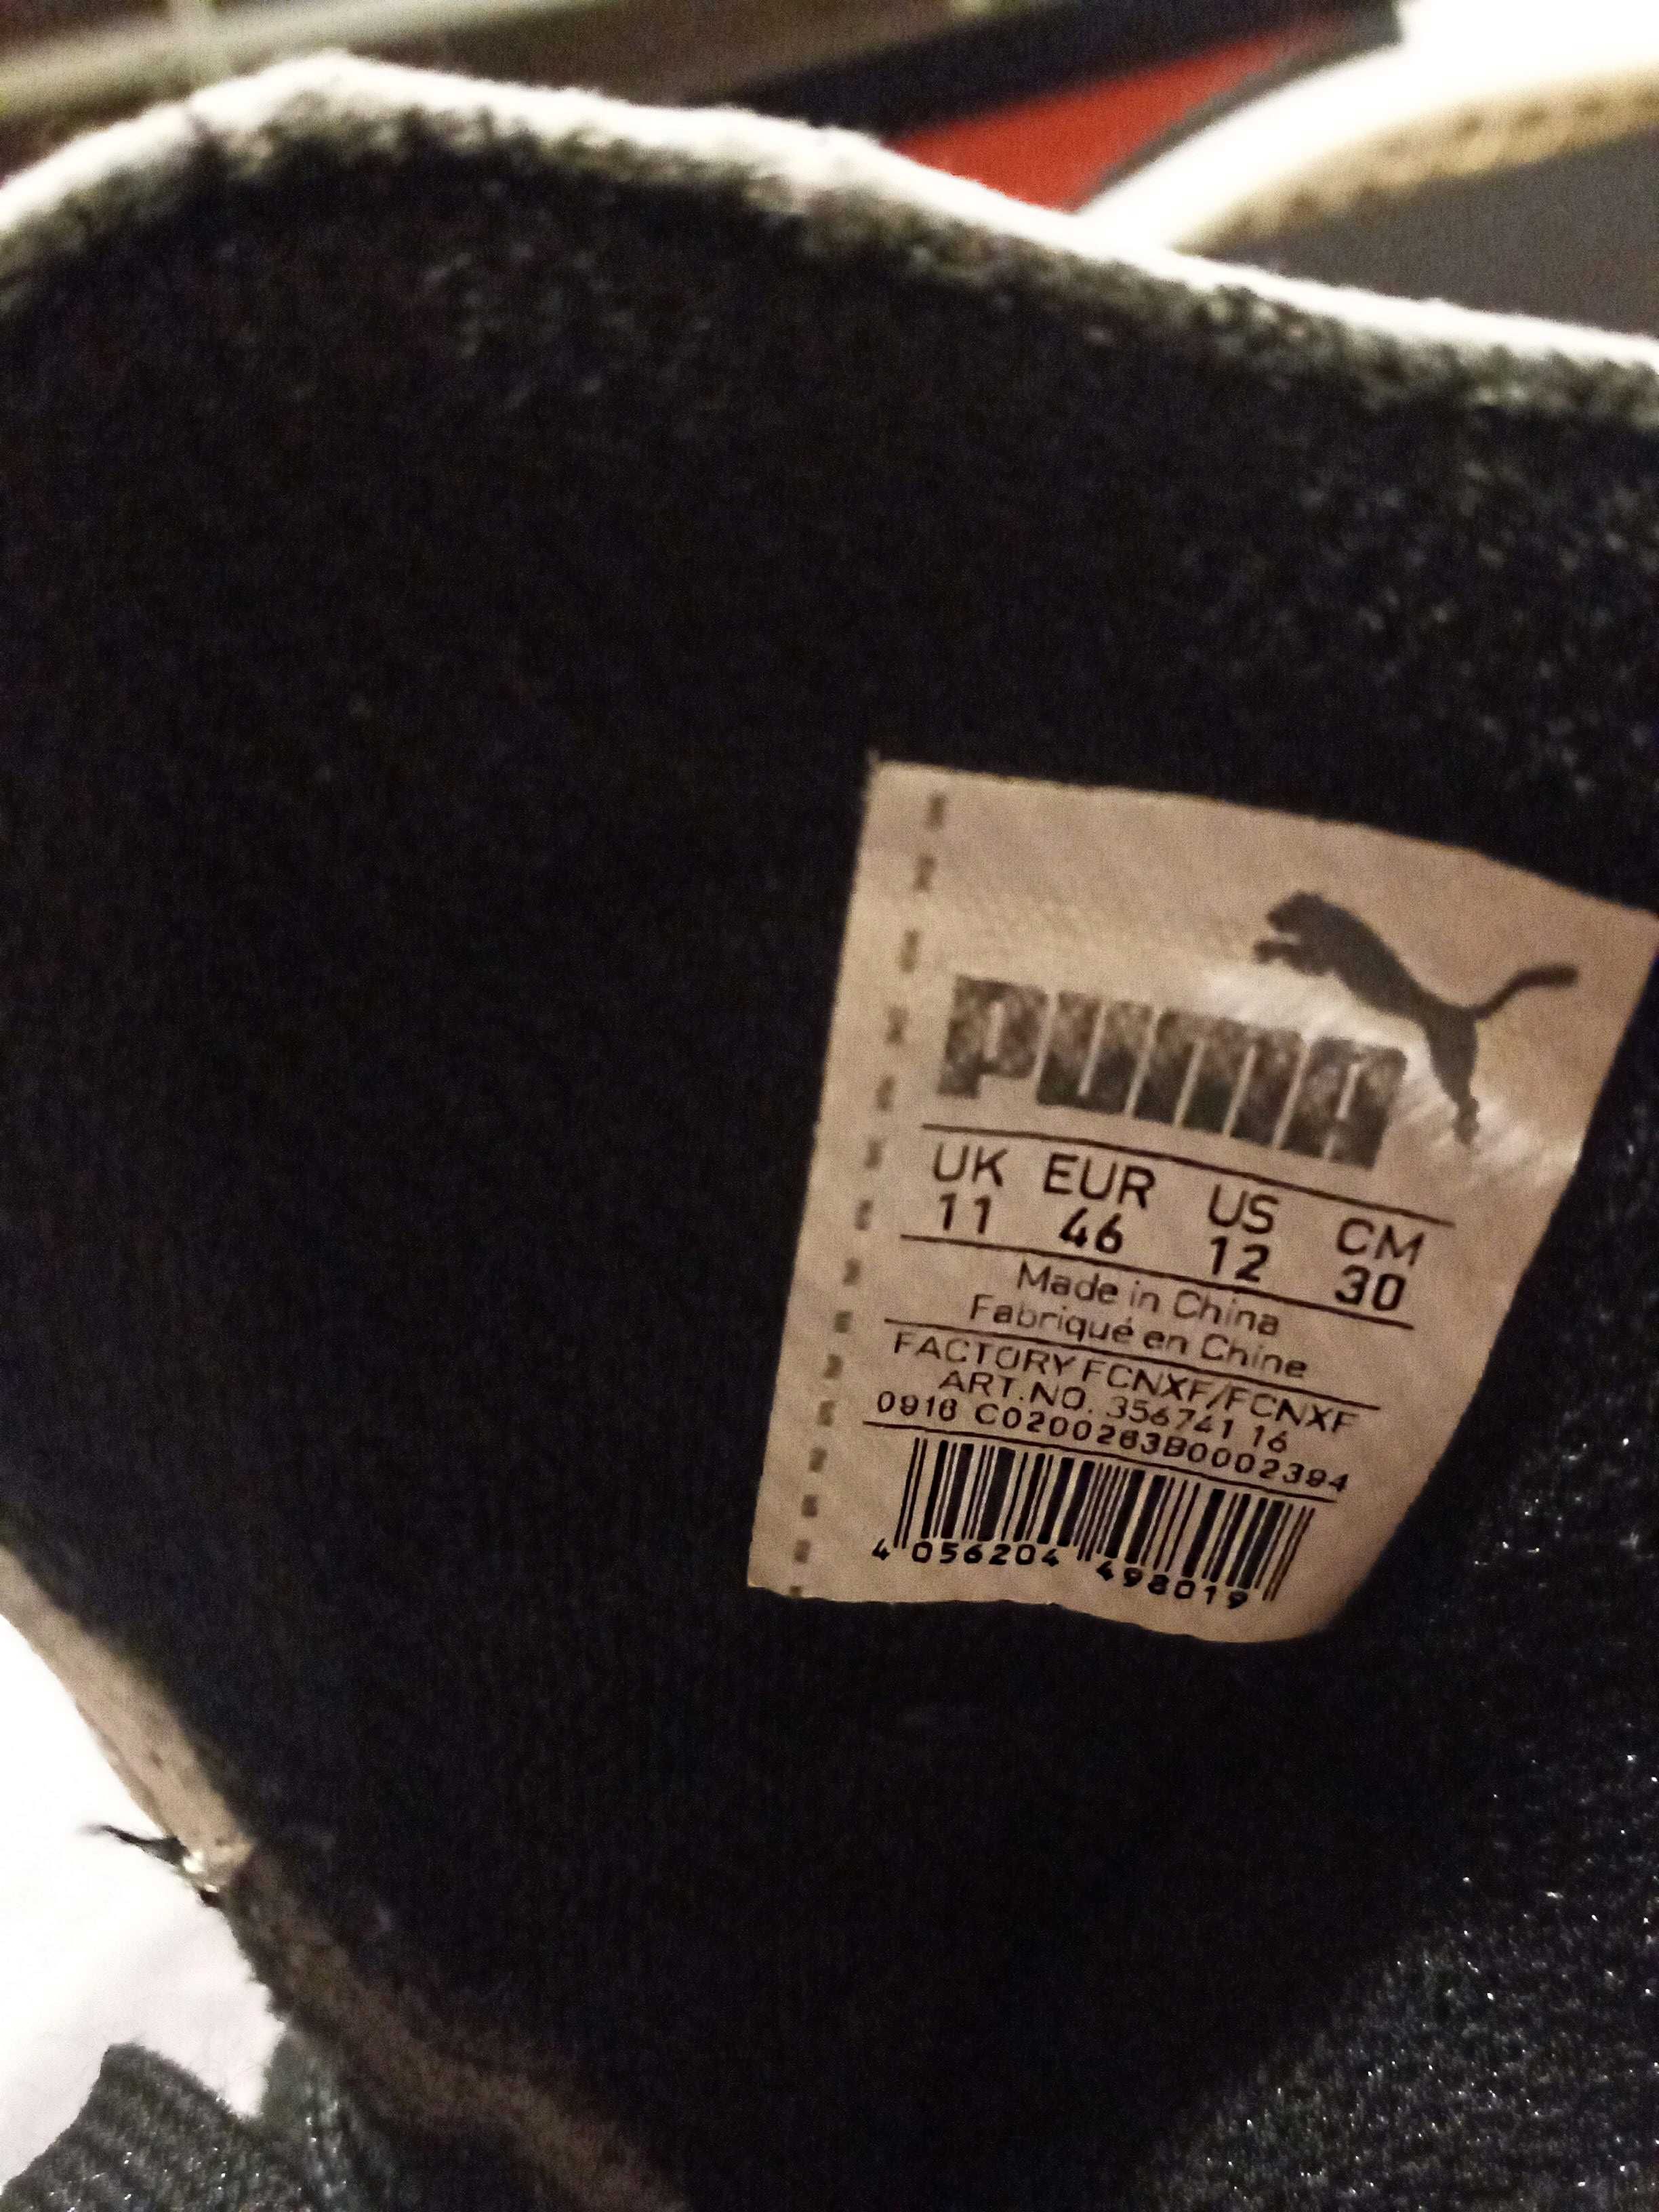 PUMA
UK EUR US CM
11 46 12 30
Made in China
Fabriqué en Chine
FACTORY FCNXF/FCNXF
ART.NO. 356741 16
0916 C0200263B0002394
4 056204 498019